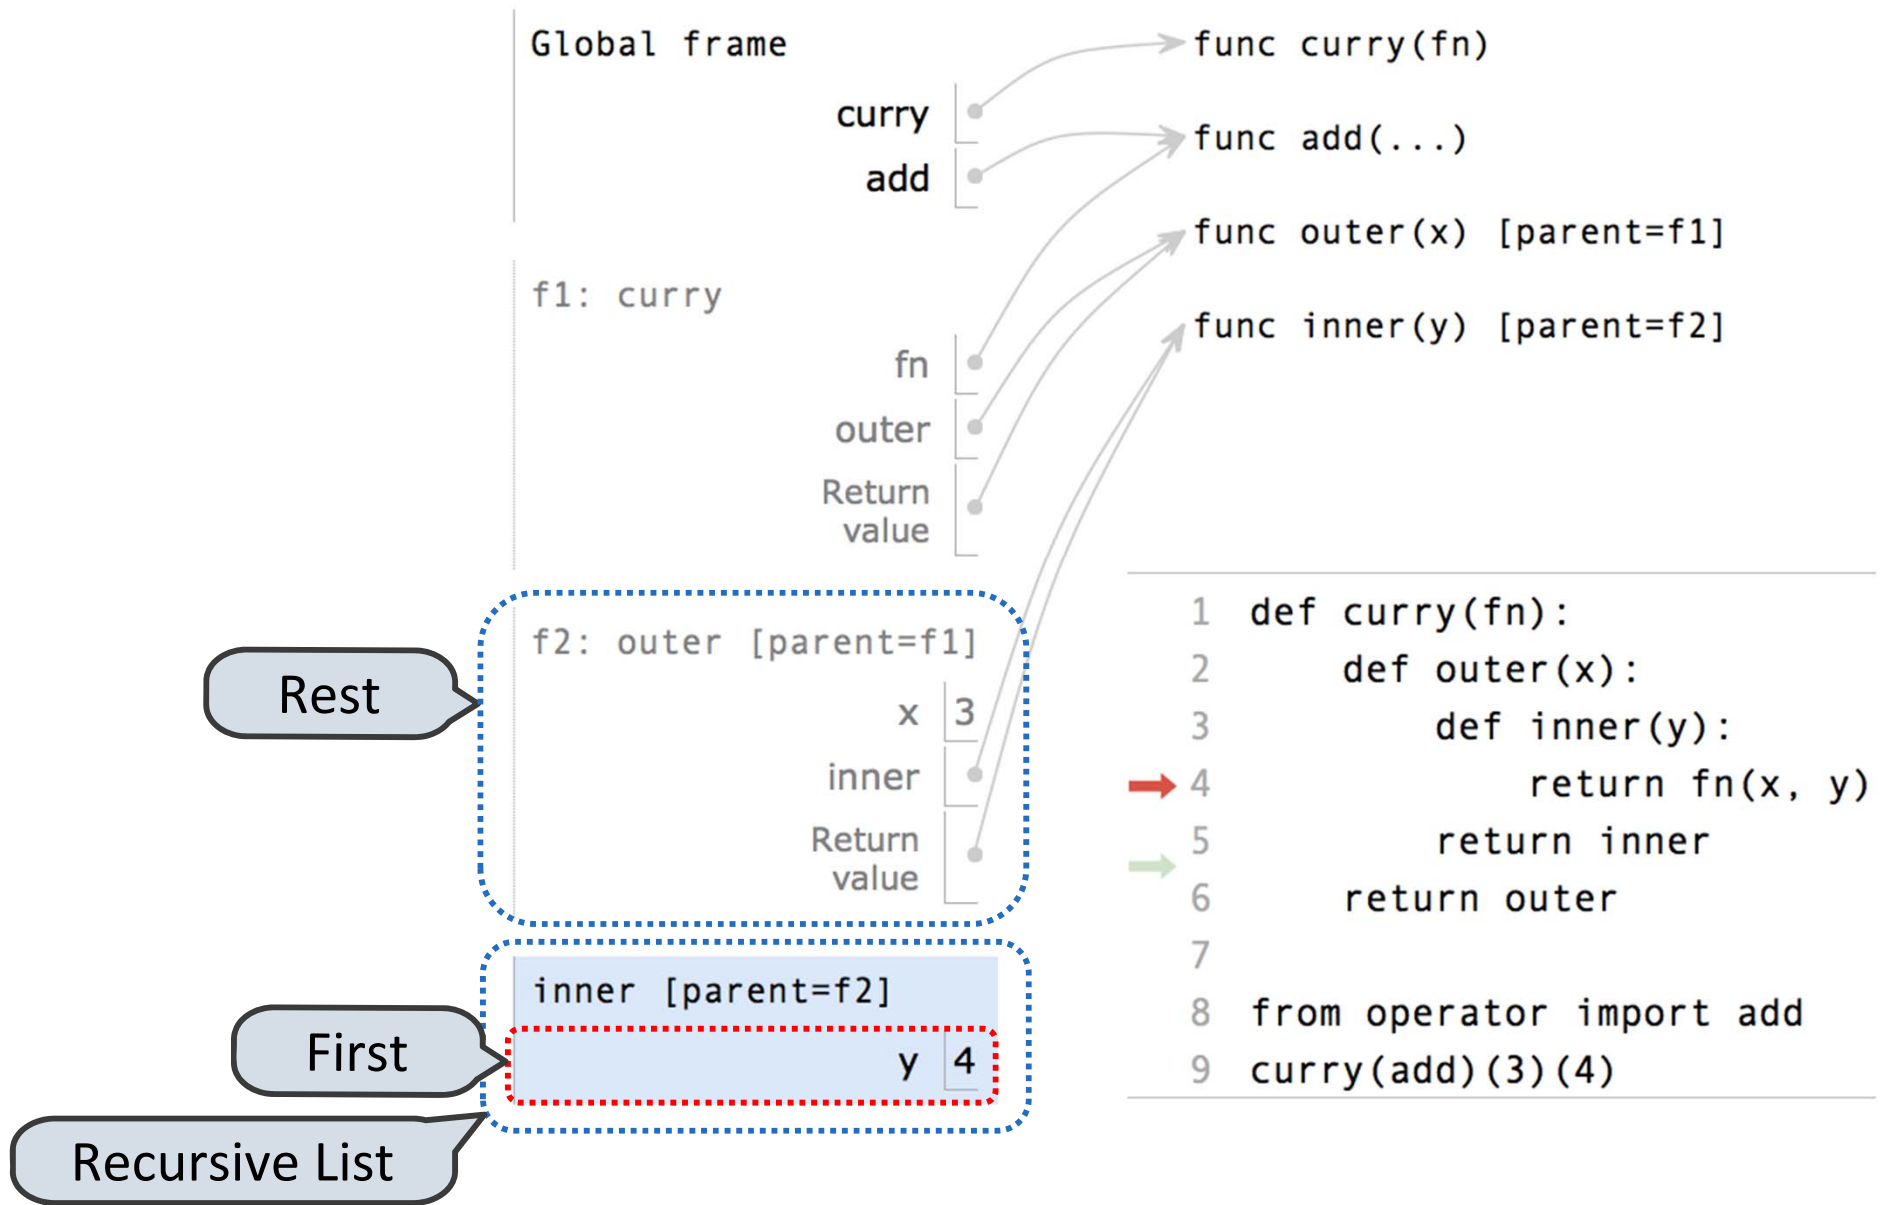 Global frame
curry
add
func curry(fn)
func add(...)
func outer(x) [parent=f1]
func inner(y) [parent=f2]
f1: curry
fn
outer
Return
value
f2: outer [parent=f1]
x 3
inner
Return
value
Rest
inner [parent=f2]
y 4
First
Recursive List
1 def curry(fn):
2 def outer(x):
3 def inner(y):
4 return fn(x, y)
5 return inner
6 return outer
7
8 from operator import add
9 curry(add)(3)(4)